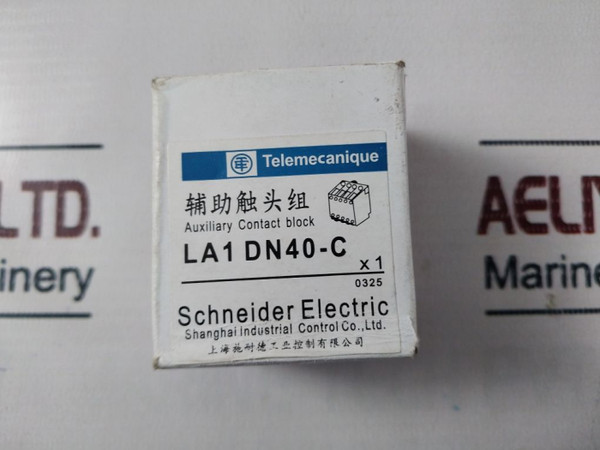 Telemecanique
辅助触头组
Auxiliary Contact block
LA1 DN40-C
x 1
0325
Schneider Electric
Shanghai Industrial Control Co., Ltd.
上海施耐德工业控制有限公司
LTD.
inery
AELI
Marine